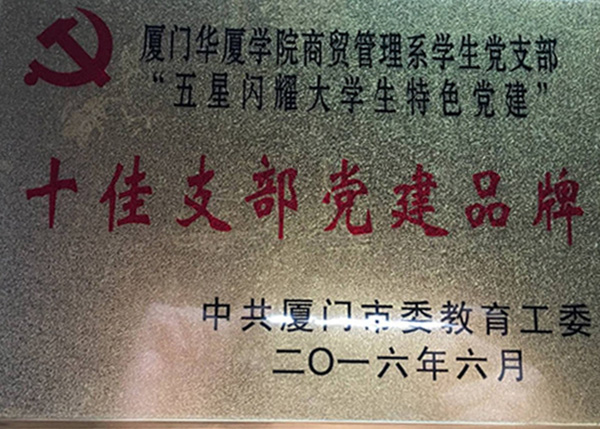 厦门华厦学院商贸管理系学生党支部
“五星闪耀大学生特色党建”
十佳支部党建品牌
中共厦门市委教育工委
二〇一六年六月